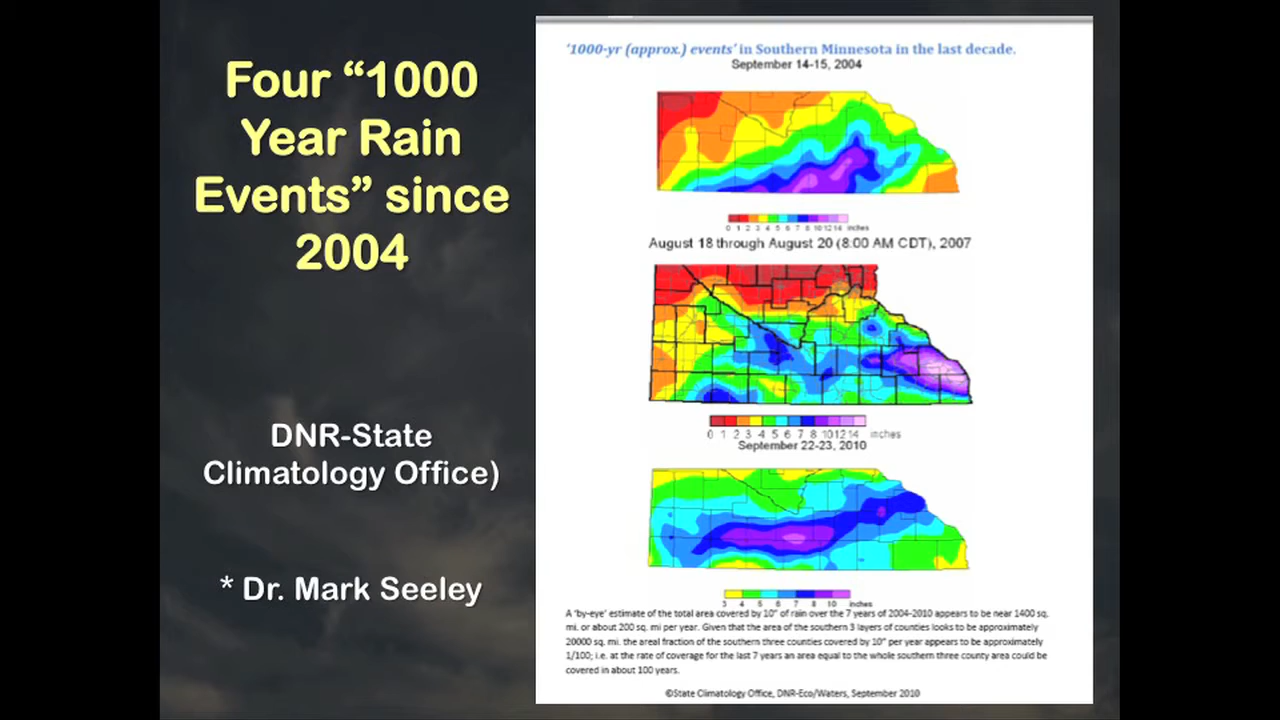 Four “1000
Year Rain
Events” since
2004
DNR-State
Climatology Office)
* Dr. Mark Seeley
‘1000-yr (approx.) events’ in Southern Minnesota in the last decade.
September 14-15, 2004
0 1 2 3 4 5 6 7 8 10 12 14 inches
August 18 through August 20 (8:00 AM CDT), 2007
0 1 2 3 4 5 6 7 8 10 12 14 inches
September 22-23, 2010
3 4 5 6 7 8 10 inches
A ‘by-eye’ estimate of the total area covered by 10” of rain over the 7 years of 2004-2010 appears to be near 1400 sq.
mi. or about 200 sq. mi per year. Given that the area of the southern 3 layers of counties looks to be approximately
20000 sq. mi. the areal fraction of the southern three counties covered by 10” per year appears to be approximately
1/100; i.e. at the rate of coverage for the last 7 years an area equal to the whole southern three county area could be
covered in about 100 years.
©State Climatology Office, DNR-Eco/Waters, September 2010